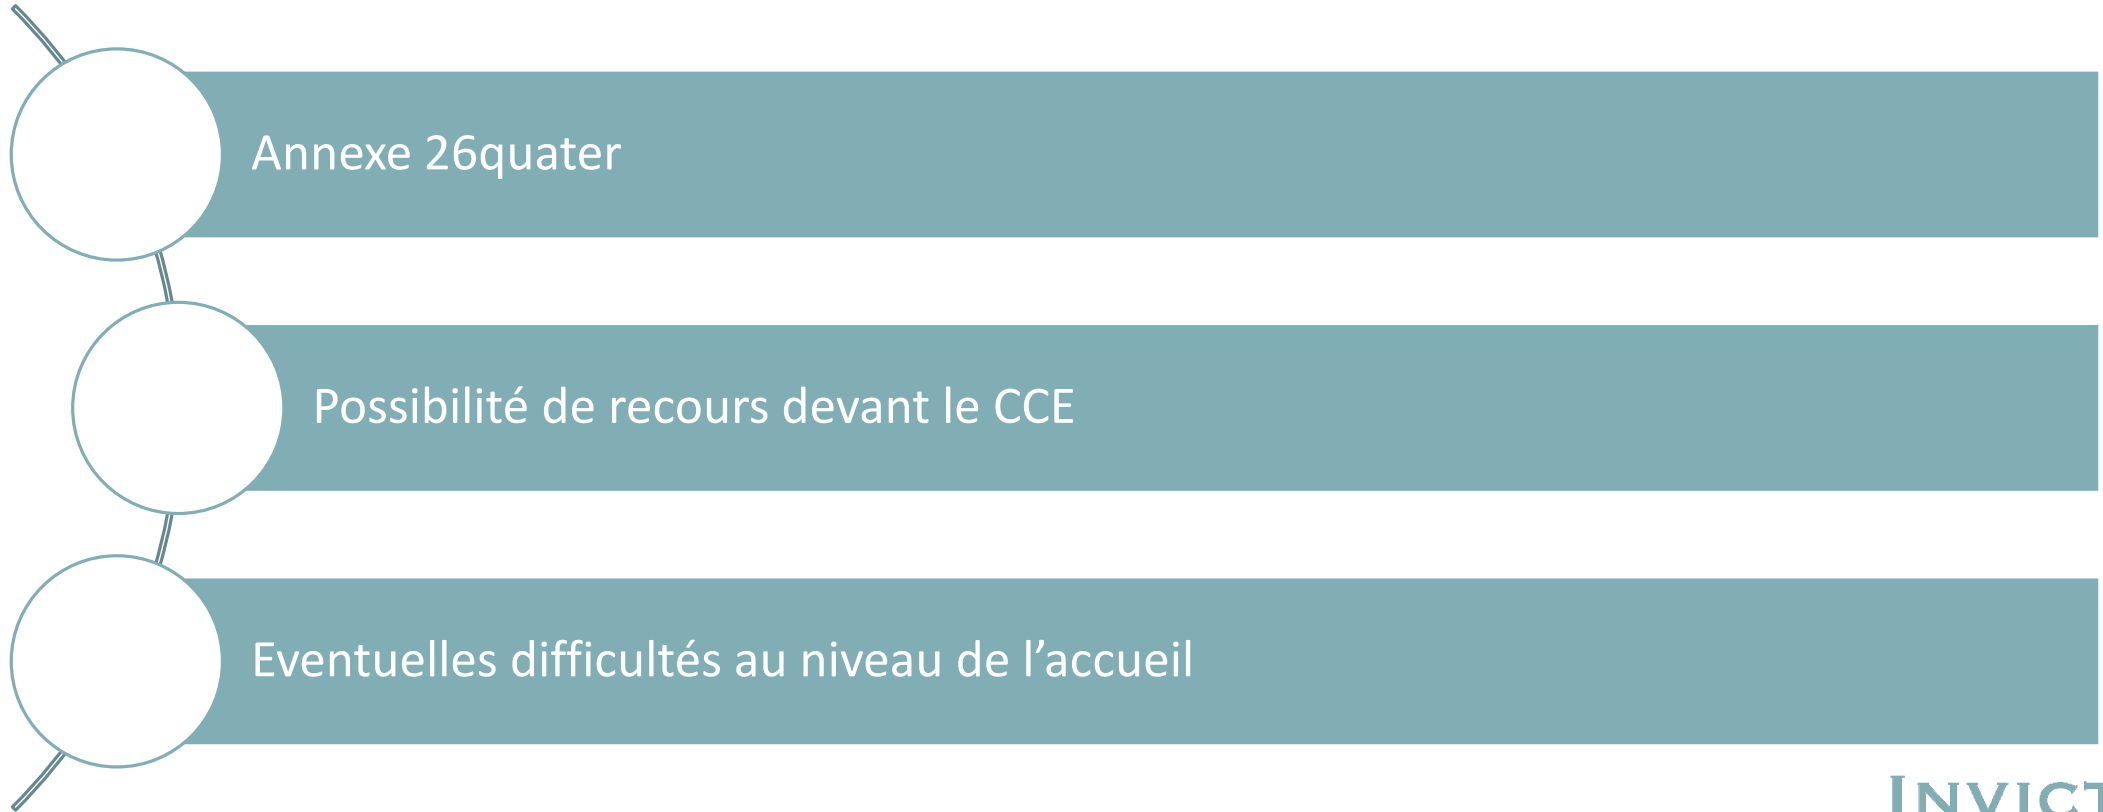 Annexe 26quater
Possibilité de recours devant le CCE
Eventuelles difficultés au niveau de l’accueil